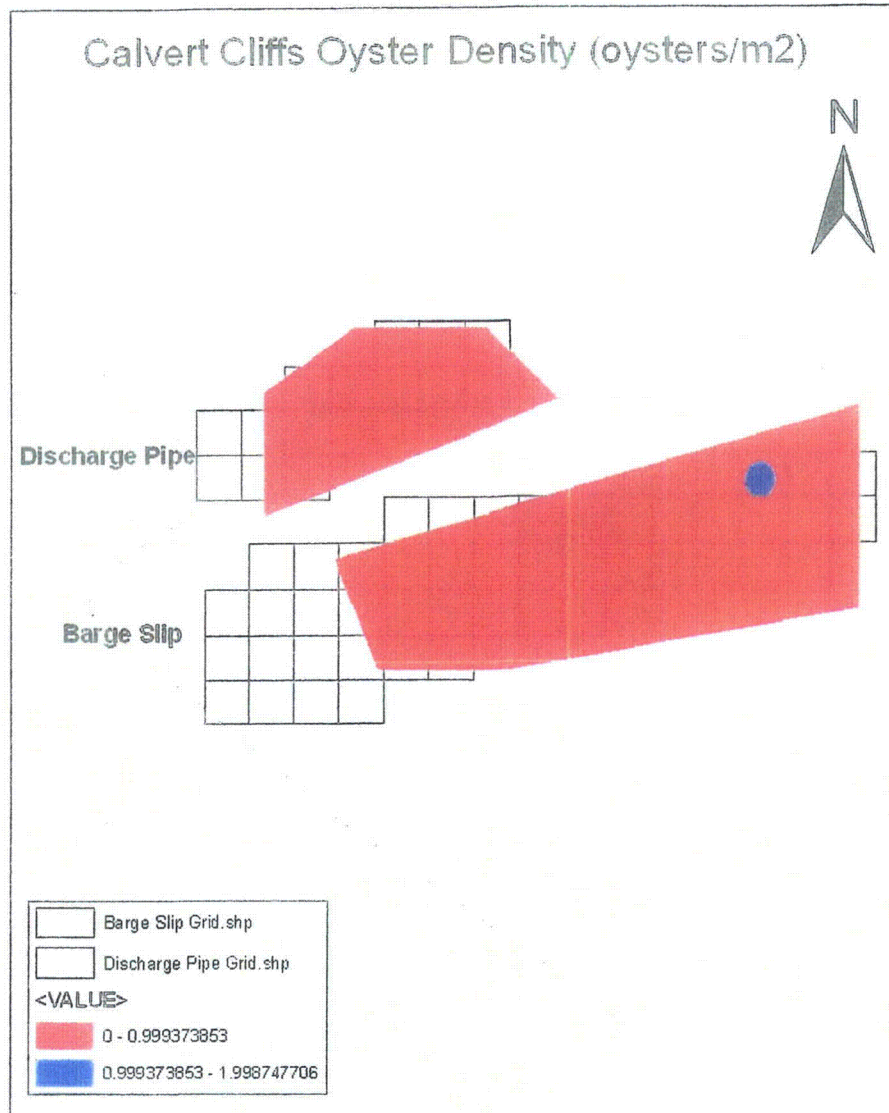 Calvert Cliffs Oyster Density (oysters/m2)
N
Discharge Pipe
Barge Slip
Barge Slip Grid.shp
Discharge Pipe Grid.shp
<VALUE>
0 - 0.999373853
0.999373853 - 1.998747706